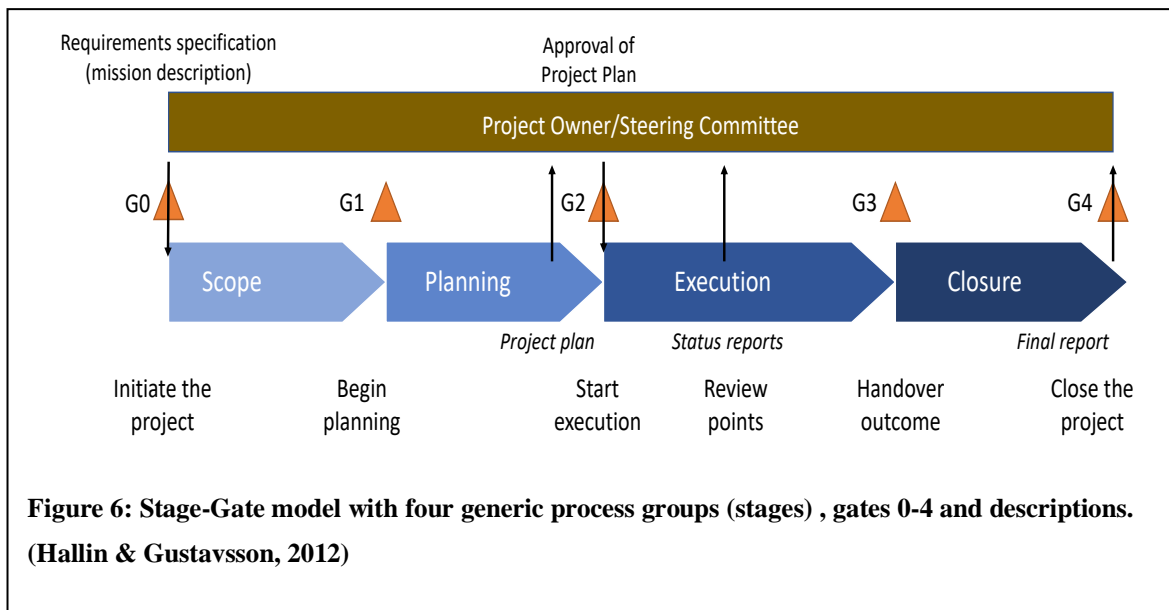 Requirements specification
(mission description)
Approval of
Project Plan
Project Owner/Steering Committee
G0
G1
G2
G3
G4
Scope
Planning
Execution
Closure
Project plan
Status reports
Final report
Initiate the
project
Begin
planning
Start
execution
Review
points
Handover
outcome
Close the
project
Figure 6: Stage-Gate model with four generic process groups (stages) , gates 0-4 and descriptions.
(Hallin & Gustavsson, 2012)